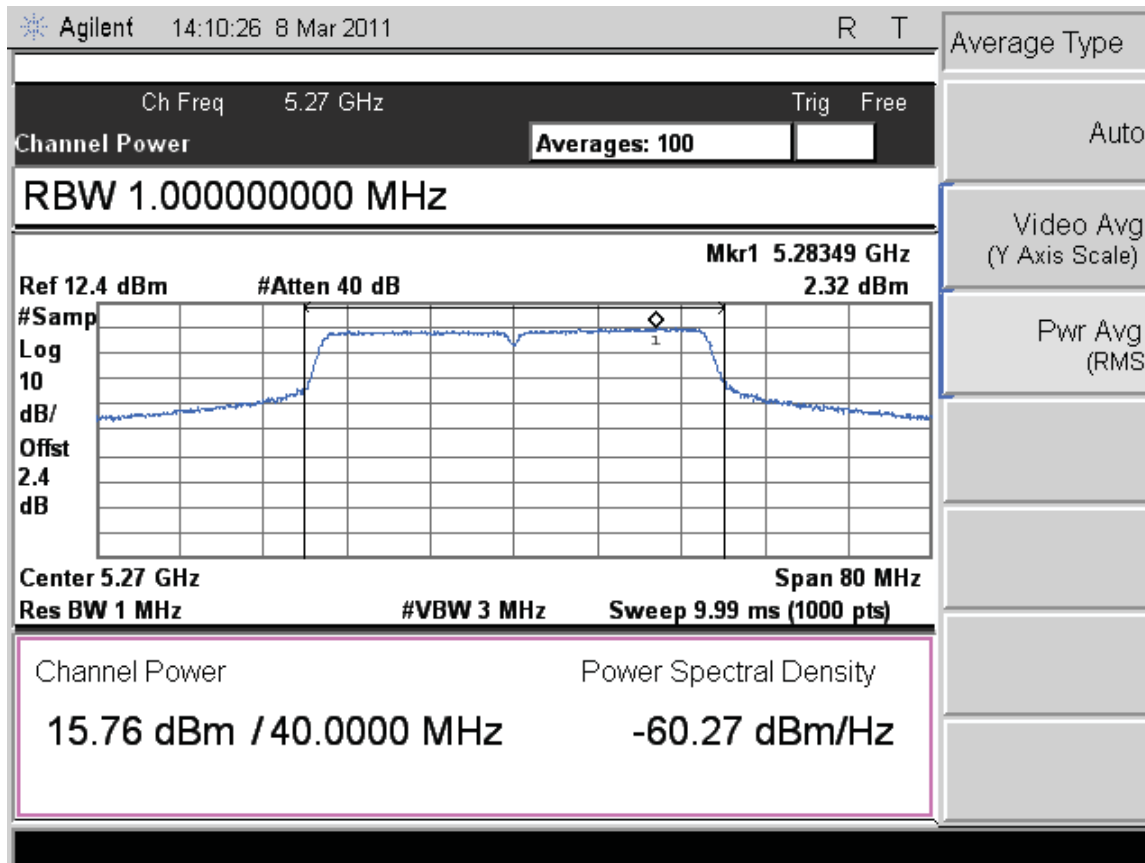 Agilent 14:10:26 8 Mar 2011 R T
Average Type
Ch Freq 5.27 GHz Trig Free
Channel Power Averages: 100
Auto
RBW 1.000000000 MHz
Video Avg
(Y Axis Scale)
Mkr1 5.28349 GHz
Ref 12.4 dBm #Atten 40 dB 2.32 dBm
Pwr Avg
(RMS
#Samp
Log
10
dB/
Offst
2.4
dB
1
Center 5.27 GHz Span 80 MHz
Res BW 1 MHz #VBW 3 MHz Sweep 9.99 ms (1000 pts)
Channel Power Power Spectral Density
15.76 dBm / 40.0000 MHz -60.27 dBm/Hz